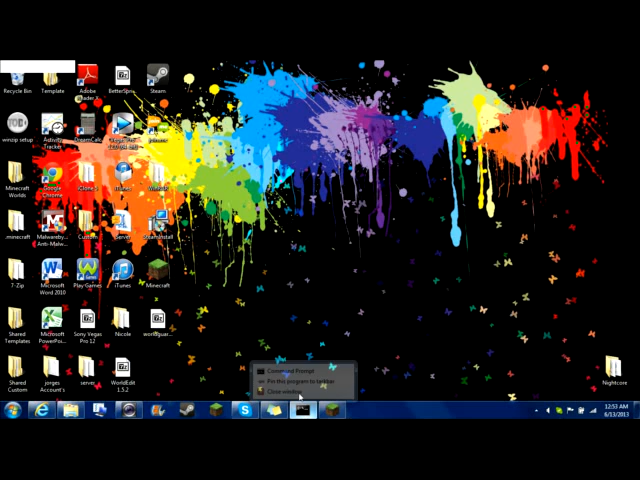 Recycle Bin
Template
Adobe
Reader X
BetterSpri...
Steam
winzip setup
Activity
Tracker
Minecraft
Worlds
Google
Chrome
iTunes
.minecraft
Malwareby...
Anti- Malw...
Server
SteamInstall
7-Zip
Microsoft
Word 2010
Play Games
iTunes
Minecraft
Shared
Templates
Microsoft
PowerPoi...
Sony Vegas
Pro 12
Nicole
worldguar...
Shared
Custom
jorges
Account s
server
WorldEdit
1.5.2
Nightcore
Command Prompt
Pin this program to taskbar
Close window
12:53 AM
6/13/2013